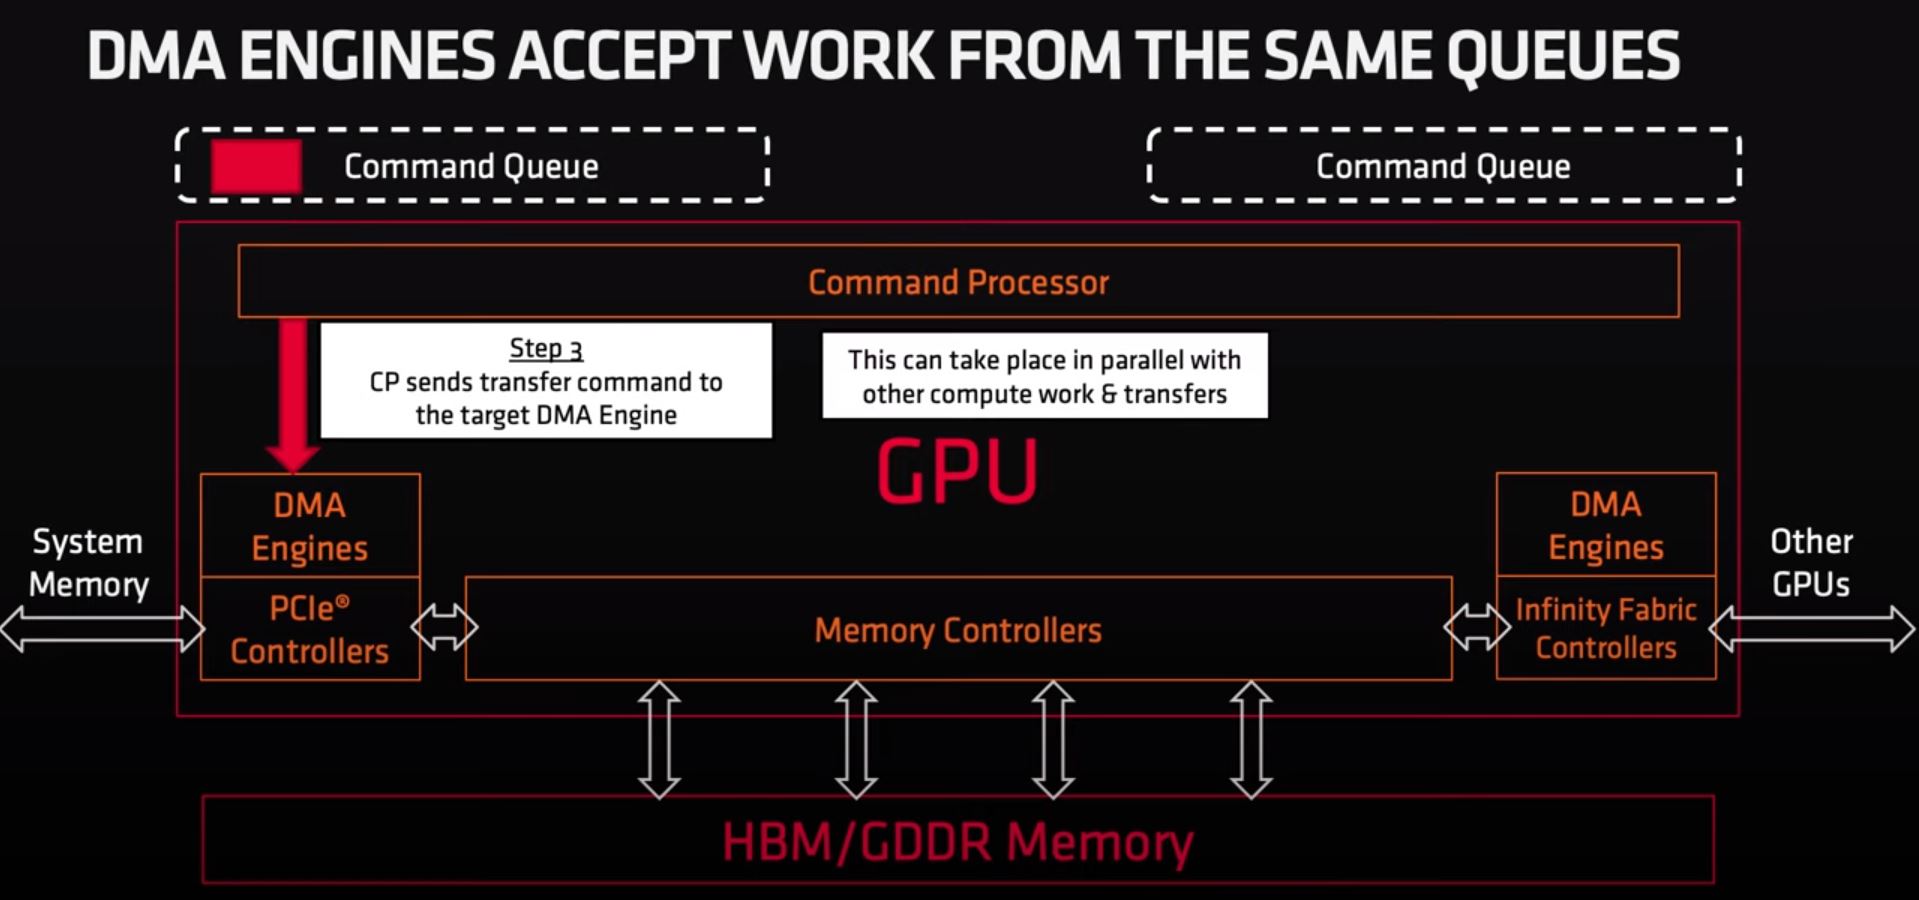 DMA ENGINES ACCEPT WORK FROM THE SAME QUEUES
Command Queue
Command Queue
Command Processor
Step 3
CP sends transfer command to
the target DMA Engine
This can take place in parallel with
other compute work & transfers
GPU
System
Memory
DMA
Engines
PCIe®
Controllers
Memory Controllers
DMA
Engines
Infinity Fabric
Controllers
Other
GPUs
HBM/GDDR Memory